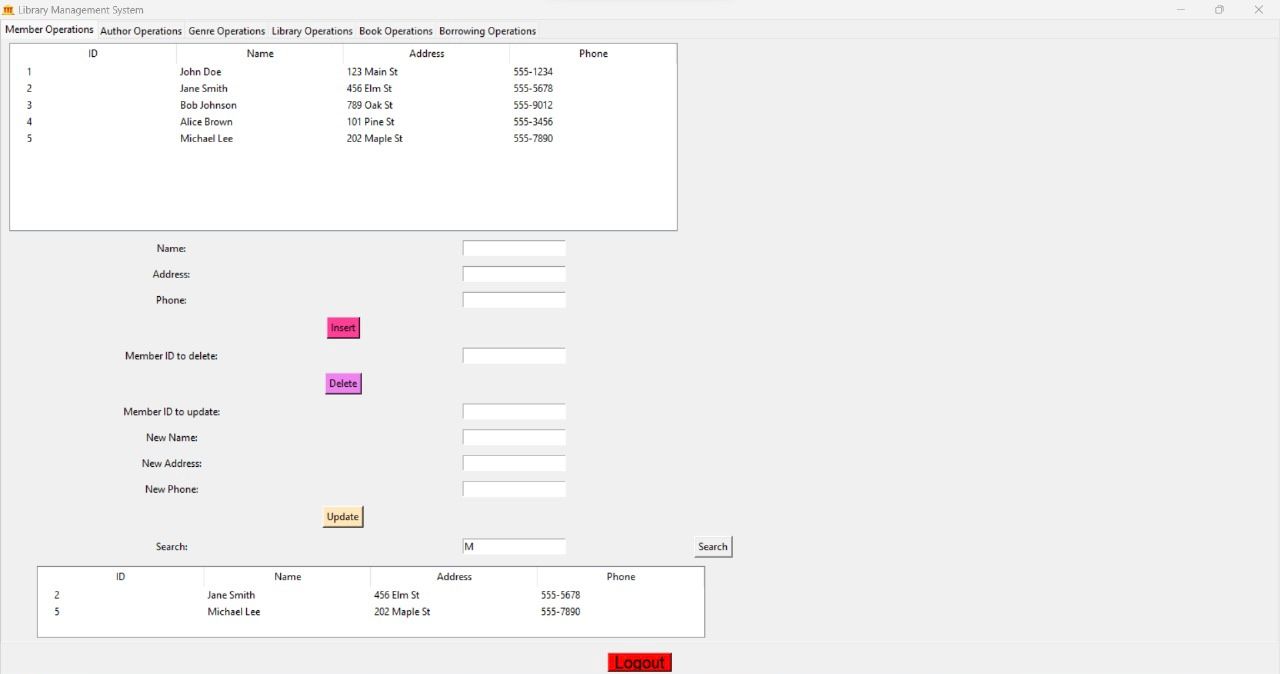 Library Management System
Member Operations Author Operations Genre Operations Library Operations Book Operations Borrowing Operations
ID Name Address Phone
1 John Doe 123 Main St 555-1234
2 Jane Smith 456 Elm St 555-5678
3 Bob Johnson 789 Oak St 555-9012
4 Alice Brown 101 Pine St 555-3456
5 Michael Lee 202 Maple St 555-7890
Name:
Address:
Phone:
Insert
Member ID to delete:
Delete
Member ID to update:
New Name:
New Address:
New Phone:
Update
Search: M Search
ID Name Address Phone
2 Jane Smith 456 Elm St 555-5678
5 Michael Lee 202 Maple St 555-7890
Logout